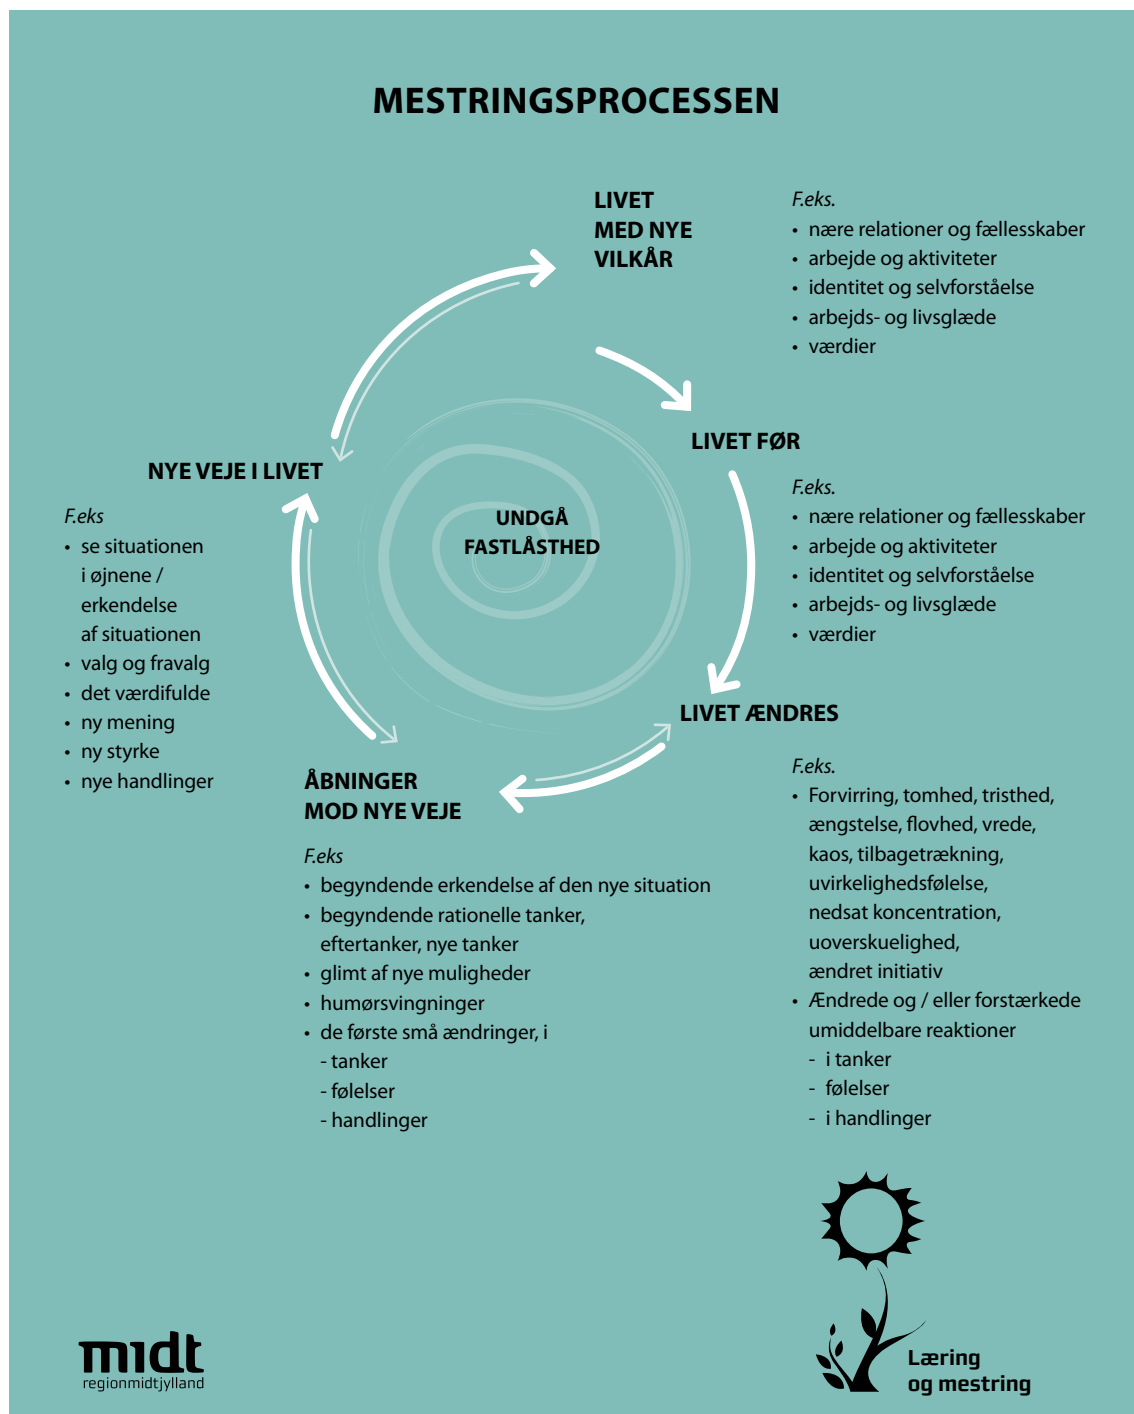 MESTRINGSPROCESSEN
LIVET
MED NYE
VILKÅR
F.eks.
• nære relationer og fællesskaber
• arbejde og aktiviteter
• identitet og selvforståelse
• arbejds- og livsglæde
• værdier
LIVET FØR
F.eks.
• nære relationer og fællesskaber
• arbejde og aktiviteter
• identitet og selvforståelse
• arbejds- og livsglæde
• værdier
LIVET ÆNDRES
F.eks.
• Forvirring, tomhed, tristhed,
ængstelse, flovhed, vrede,
kaos, tilbagetrækning,
uvirkelighedsfølelse,
nedsat koncentration,
uoverskuelighed,
ændret initiativ
• Ændrede og / eller forstærkede
umiddelbare reaktioner
- i tanker
- følelser
- i handlinger
ÅBNINGER
MOD NYE VEJE
F.eks
• begyndende erkendelse af den nye situation
• begyndende rationelle tanker,
eftertanker, nye tanker
• glimt af nye muligheder
• humørsvingninger
• de første små ændringer, i
- tanker
- følelser
- handlinger
NYE VEJE I LIVET
F.eks
• se situationen
i øjnene /
erkendelse
af situationen
• valg og fravalg
• det værdifulde
• ny mening
• ny styrke
• nye handlinger
UNDGÅ
FASTLÅSTHED
midt
regionmidtjylland
Læring
og mestring